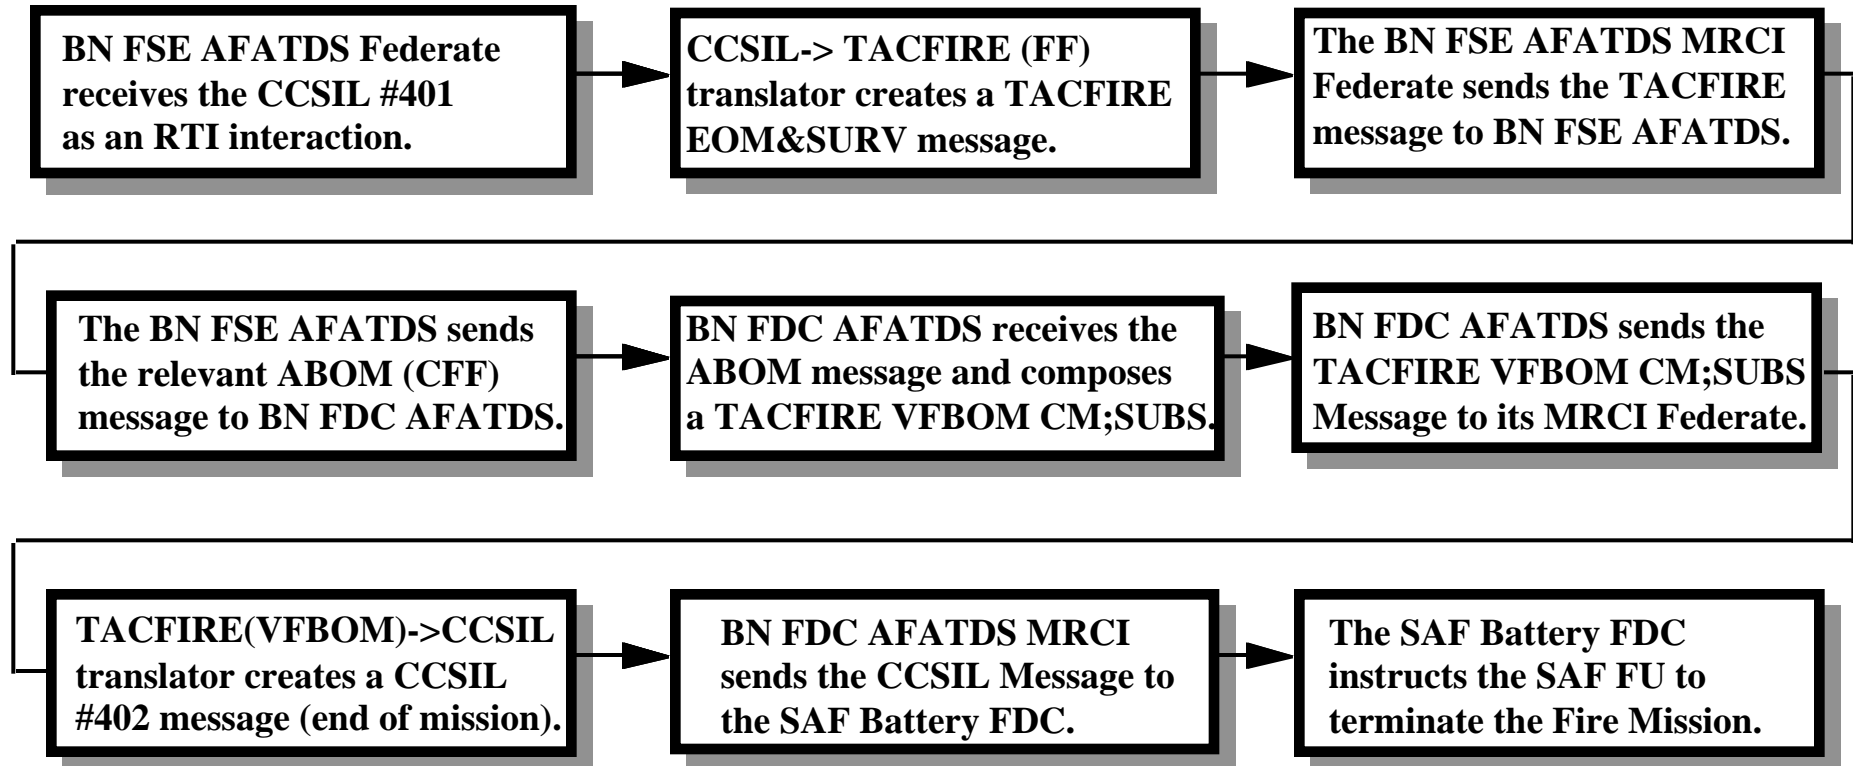 BN FSE AFATDS Federate
receives the CCSIL #401
as an RTI interaction.
CCSIL-> TACFIRE (FF)
translator creates a TACFIRE
EOM&SURV message.
The BN FSE AFATDS MRCI
Federate sends the TACFIRE
message to BN FSE AFATDS.
The BN FSE AFATDS sends
the relevant ABOM (CFF)
message to BN FDC AFATDS.
BN FDC AFATDS receives the
ABOM message and composes
a TACFIRE VFBOM CM;SUBS.
BN FDC AFATDS sends the
TACFIRE VFBOM CM;SUBS
Message to its MRCI Federate.
TACFIRE(VFBOM)->CCSIL
translator creates a CCSIL
#402 message (end of mission).
BN FDC AFATDS MRCI
sends the CCSIL Message to
the SAF Battery FDC.
The SAF Battery FDC
instructs the SAF FU to
terminate the Fire Mission.